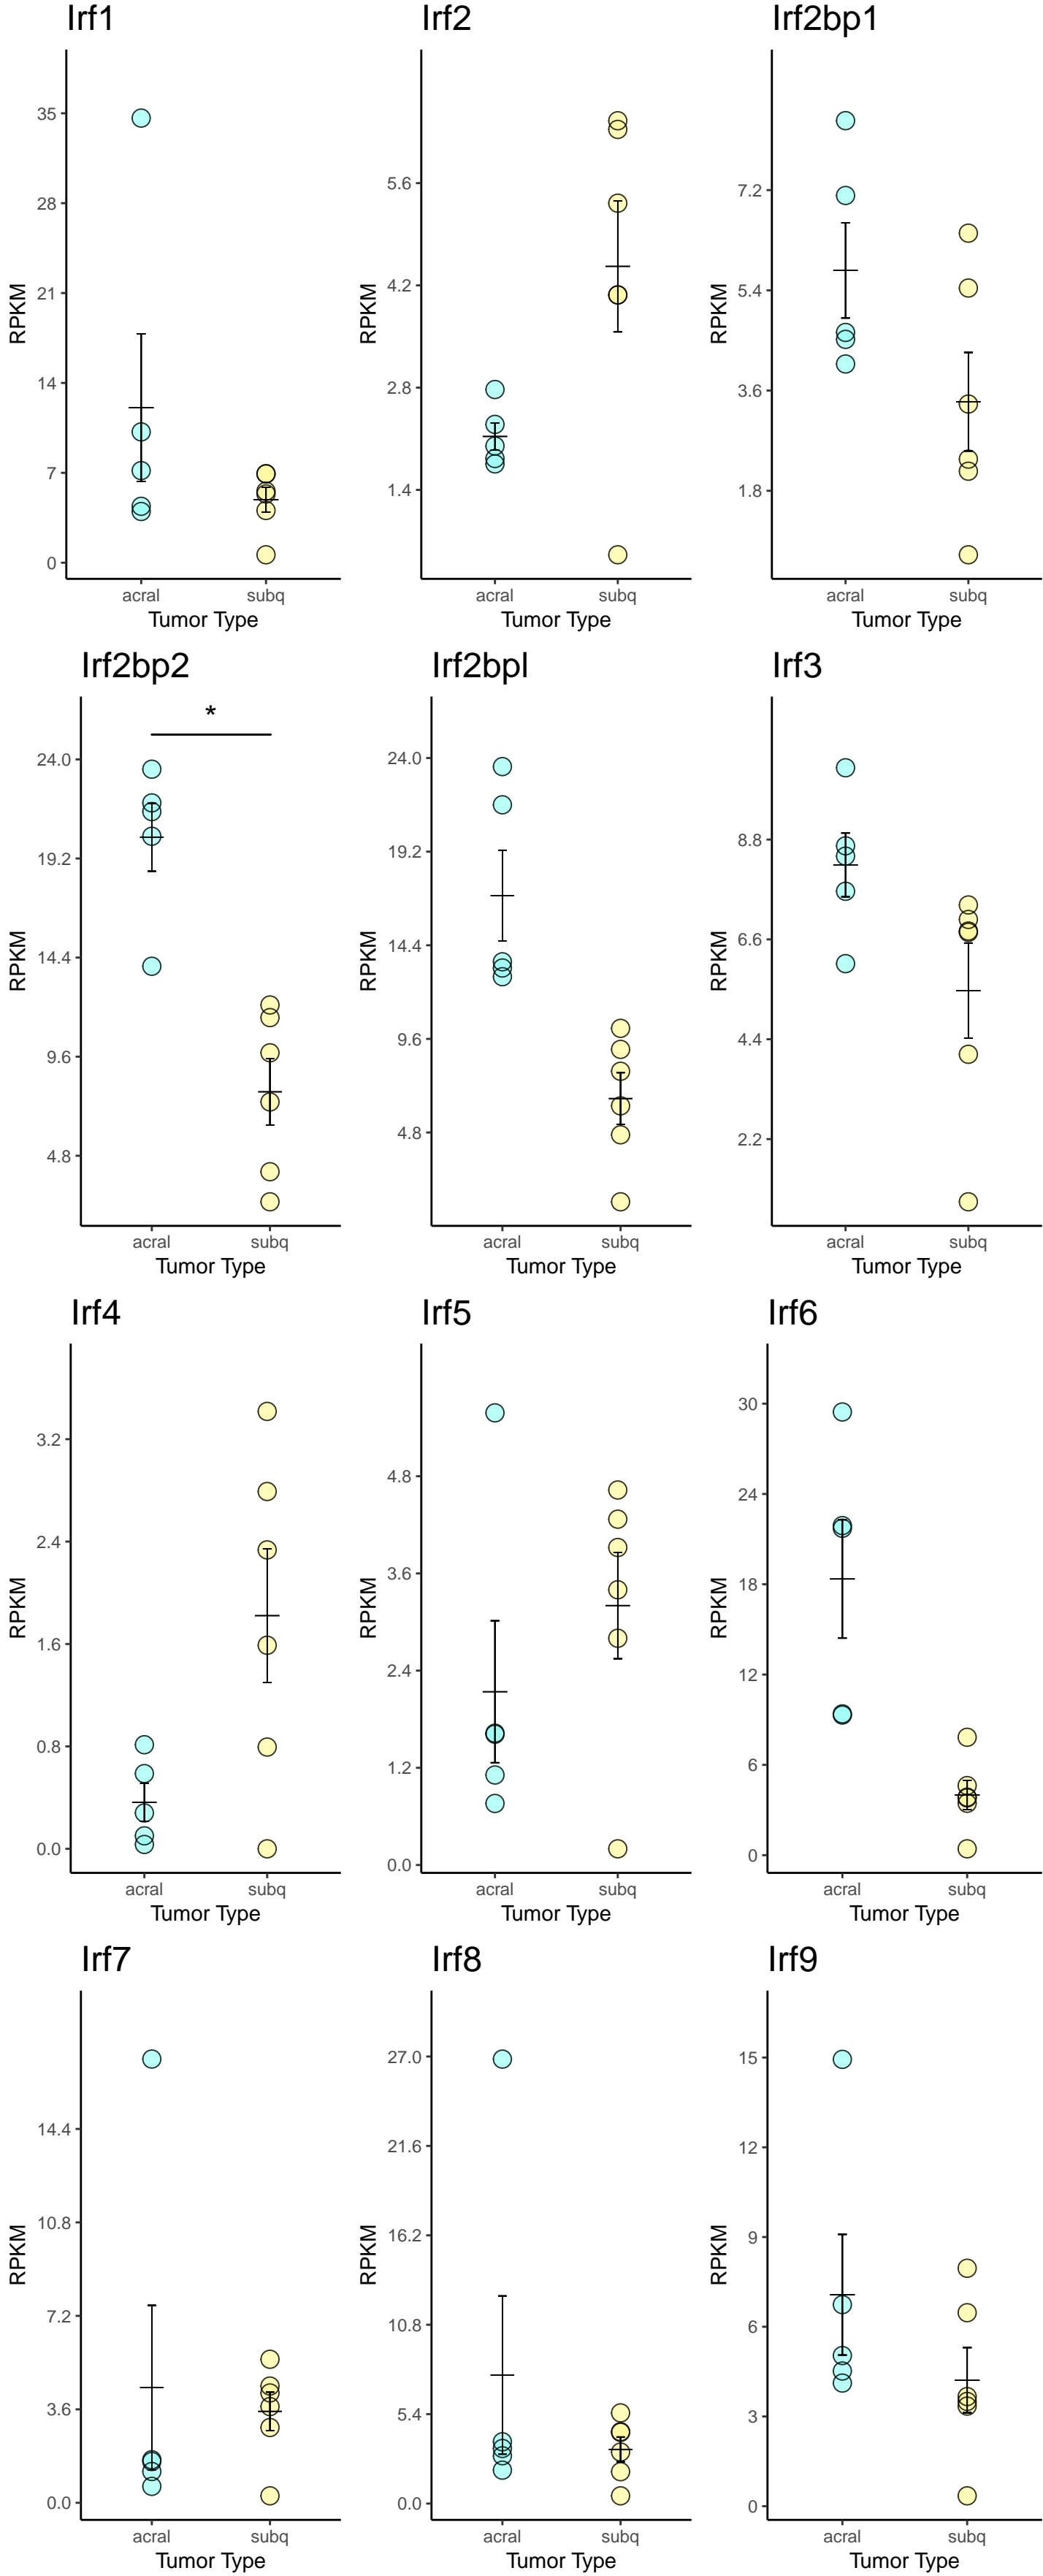 Irf1
Irf2
Irf2bp1
RPKM
35
28
21
14
7
0
acral
subq
Tumor Type
RPKM
5.6
4.2
2.8
1.4
acral
subq
Tumor Type
RPKM
7.2
5.4
3.6
1.8
acral
subq
Tumor Type
Irf2bp2
Irf2bpl
Irf3
*
RPKM
24.0
19.2
14.4
9.6
4.8
acral
subq
Tumor Type
RPKM
24.0
19.2
14.4
9.6
4.8
acral
subq
Tumor Type
RPKM
8.8
6.6
4.4
2.2
acral
subq
Tumor Type
Irf4
Irf5
Irf6
RPKM
3.2
2.4
1.6
0.8
0.0
acral
subq
Tumor Type
RPKM
4.8
3.6
2.4
1.2
0.0
acral
subq
Tumor Type
RPKM
30
24
18
12
6
0
acral
subq
Tumor Type
Irf7
Irf8
Irf9
RPKM
14.4
10.8
7.2
3.6
0.0
acral
subq
Tumor Type
RPKM
27.0
21.6
16.2
10.8
5.4
0.0
acral
subq
Tumor Type
RPKM
15
12
9
6
3
0
acral
subq
Tumor Type